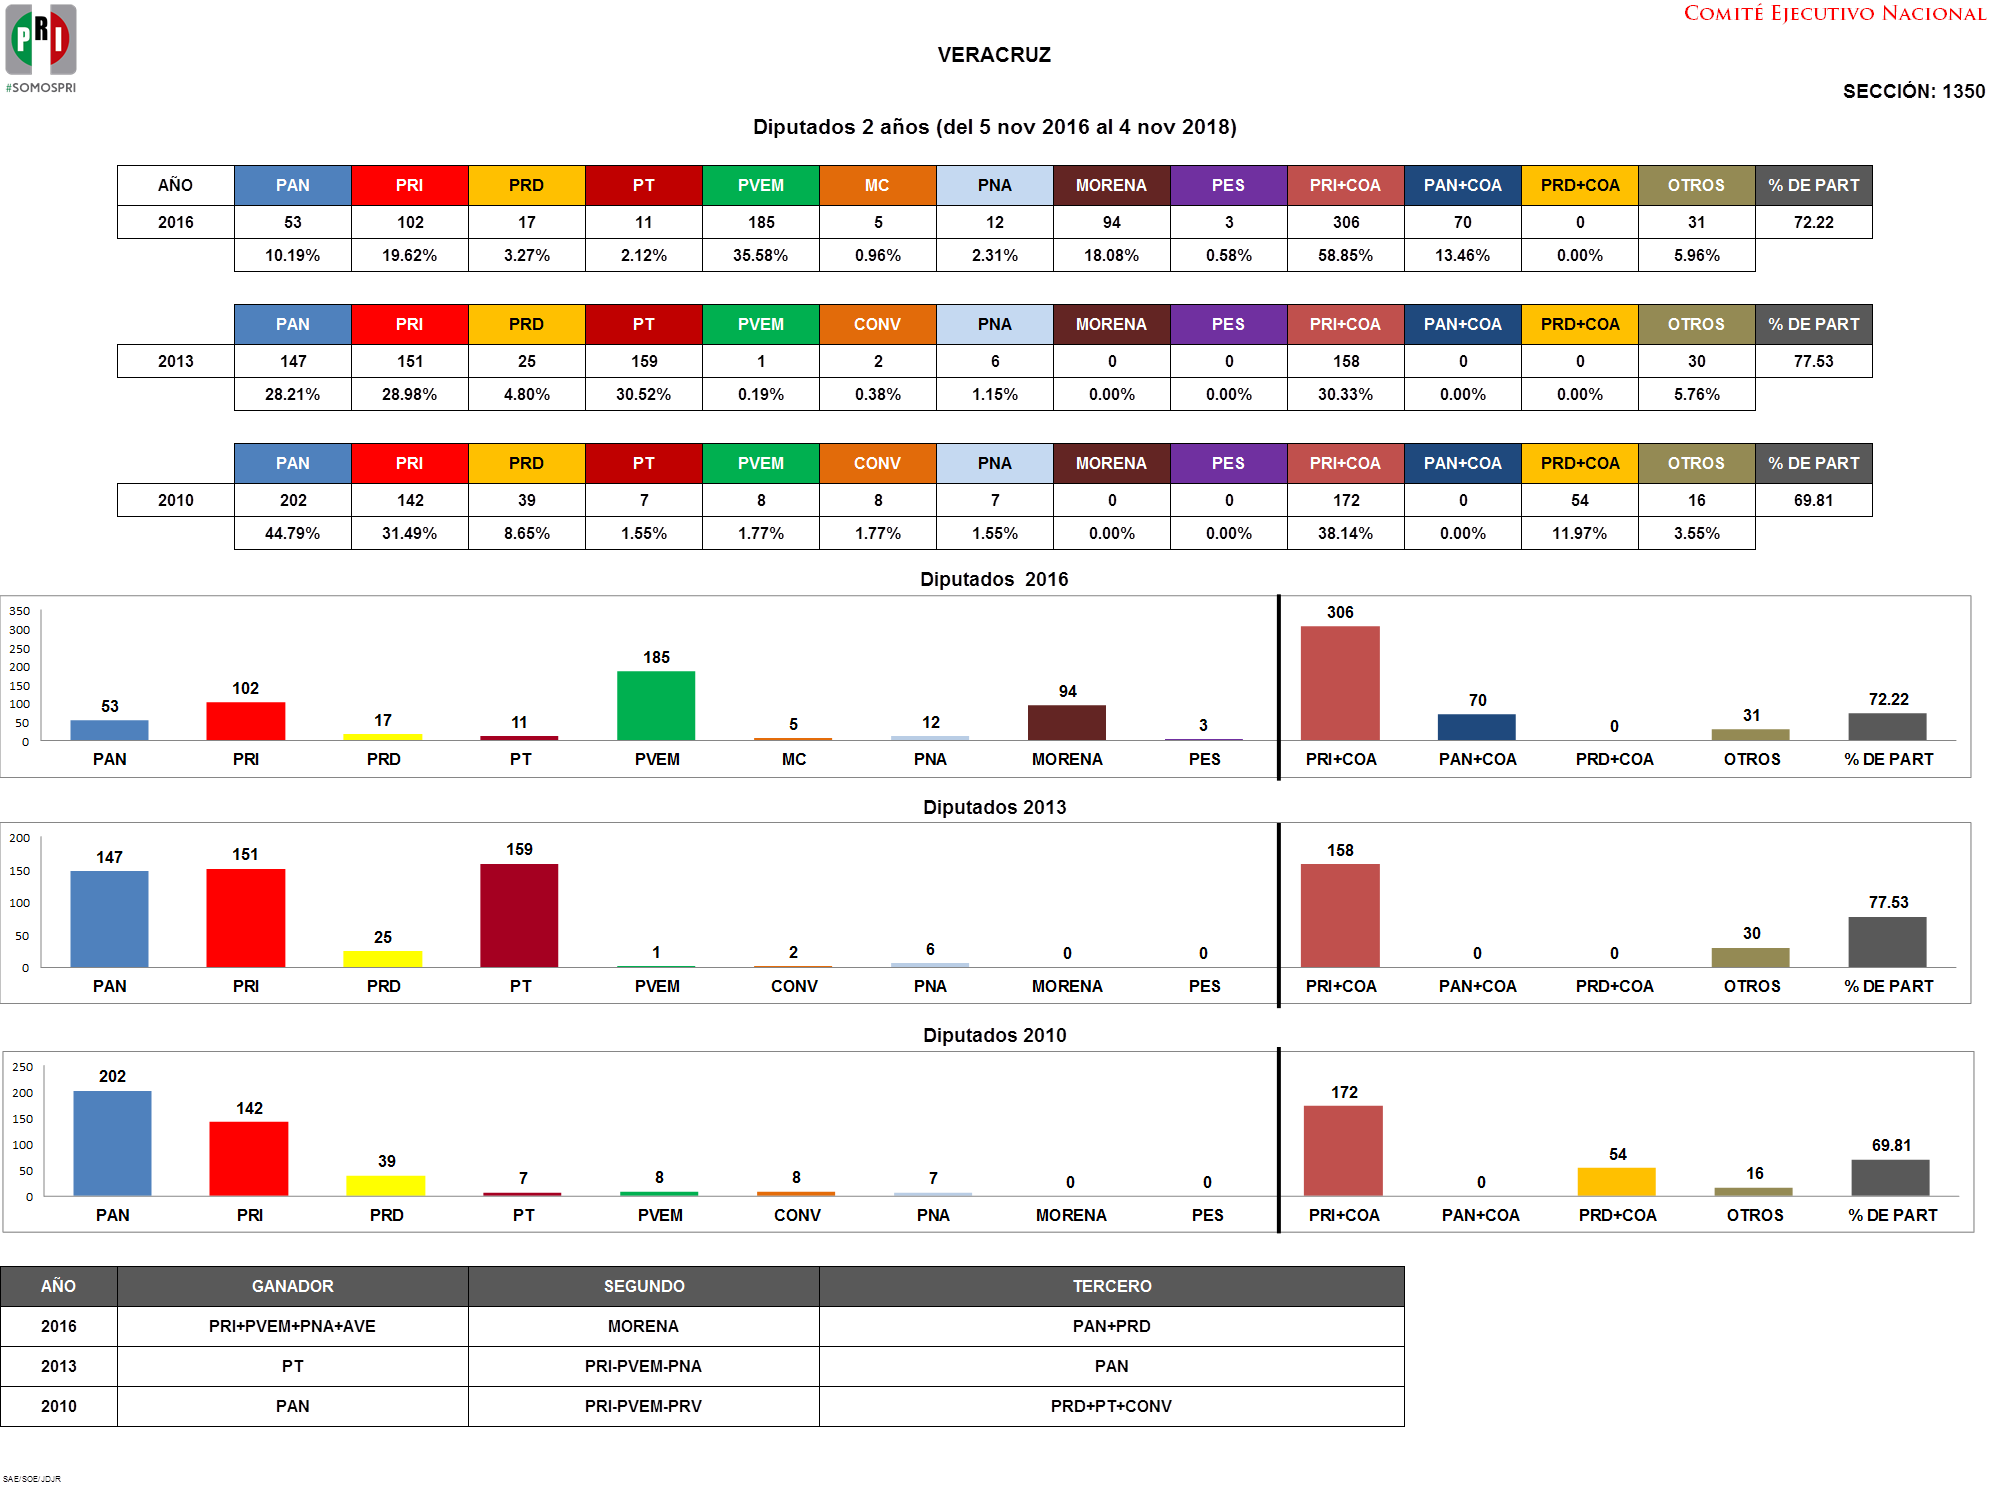 PRI
#SOMOSPRI
COMITÉ EJECUTIVO NACIONAL
VERACRUZ
SECCIÓN: 1350
Diputados 2 años (del 5 nov 2016 al 4 nov 2018)
AÑO PAN PRI PRD PT PVEM MC PNA MORENA PES PRI+COA PAN+COA PRD+COA OTROS % DE PART
2016 53 102 17 11 185 5 12 94 3 306 70 0 31 72.22
10.19% 19.62% 3.27% 2.12% 35.58% 0.96% 2.31% 18.08% 0.58% 58.85% 13.46% 0.00% 5.96%
PAN PRI PRD PT PVEM CONV PNA MORENA PES PRI+COA PAN+COA PRD+COA OTROS % DE PART
2013 147 151 25 159 1 2 6 0 0 158 0 0 30 77.53
28.21% 28.98% 4.80% 30.52% 0.19% 0.38% 1.15% 0.00% 0.00% 30.33% 0.00% 0.00% 5.76%
PAN PRI PRD PT PVEM CONV PNA MORENA PES PRI+COA PAN+COA PRD+COA OTROS % DE PART
2010 202 142 39 7 8 8 7 0 0 172 0 54 16 69.81
44.79% 31.49% 8.65% 1.55% 1.77% 1.77% 1.55% 0.00% 0.00% 38.14% 0.00% 11.97% 3.55%
Diputados 2016
350
300
250
200
150
100
50
0
53 102 17 11 185 5 12 94 3 306 70 0 31 72.22
PAN PRI PRD PT PVEM MC PNA MORENA PES PRI+COA PAN+COA PRD+COA OTROS % DE PART
Diputados 2013
200
150
100
50
0
147 151 25 159 1 2 6 0 0 158 0 0 30 77.53
PAN PRI PRD PT PVEM CONV PNA MORENA PES PRI+COA PAN+COA PRD+COA OTROS % DE PART
Diputados 2010
250
200
150
100
50
0
202 142 39 7 8 8 7 0 0 172 0 54 16 69.81
PAN PRI PRD PT PVEM CONV PNA MORENA PES PRI+COA PAN+COA PRD+COA OTROS % DE PART
AÑO GANADOR SEGUNDO TERCERO
2016 PRI+PVEM+PNA+AVE MORENA PAN+PRD
2013 PT PRI-PVEM-PNA PAN
2010 PAN PRI-PVEM-PRV PRD+PT+CONV
SAE/SOE/JDJR